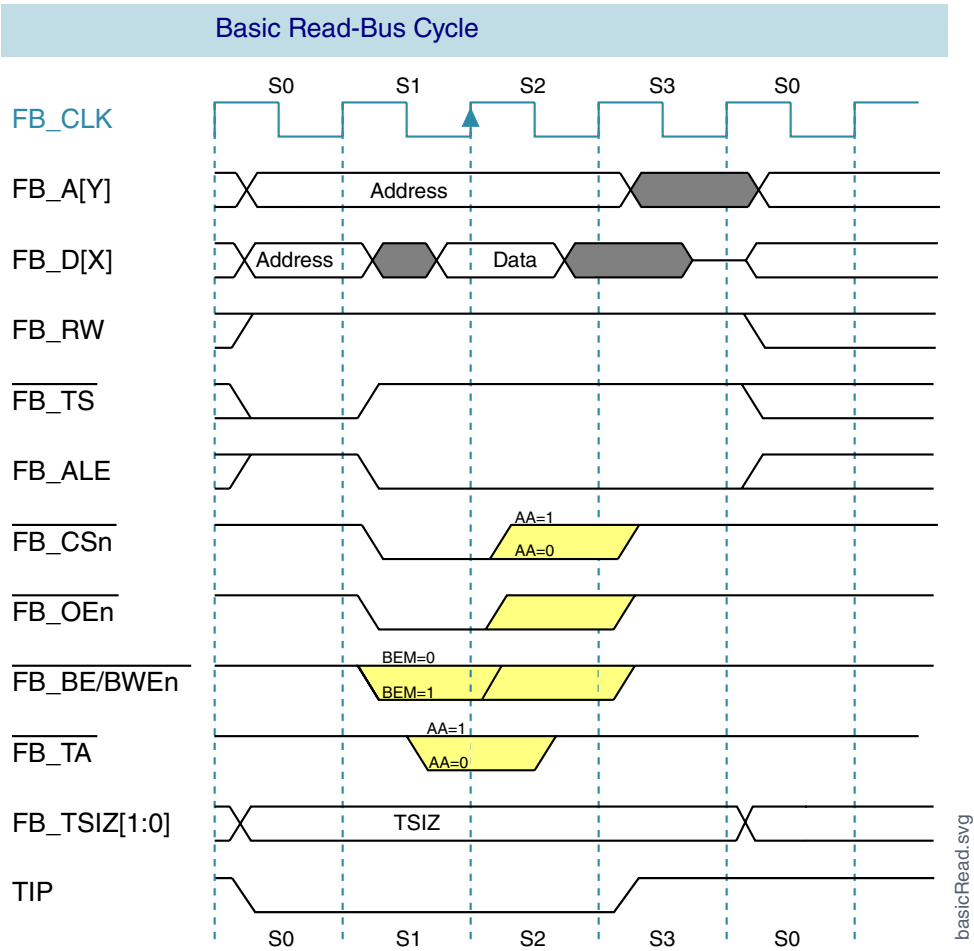 Basic Read-Bus Cycle
S0 S1 S2 S3 S0
FB_CLK
FB_A[Y] Address
FB_D[X] Address Data
FB_RW
FB_TS
FB_ALE
AA=1
FB_CSn AA=0
FB_OEn
BEM=0
FB_BE/BWEn BEM=1
AA=1
FB_TA AA=0
FB_TSIZ[1:0] TSIZ
TIP
S0 S1 S2 S3 S0
basicRead.svg